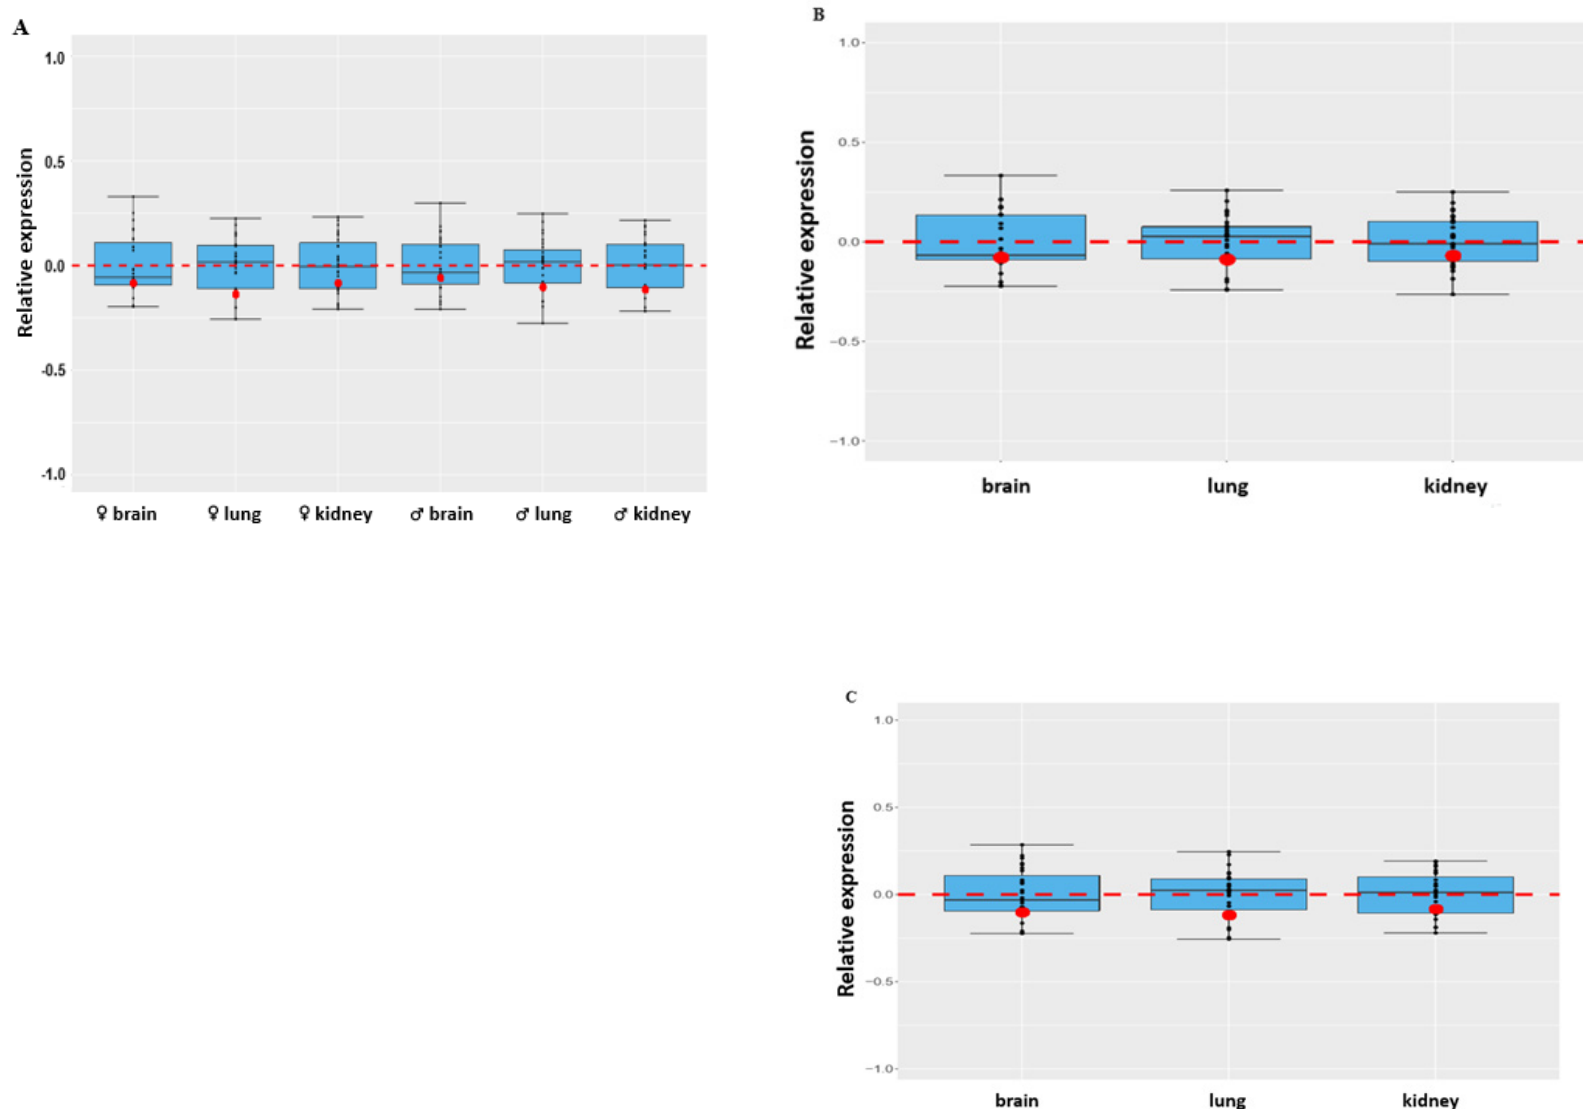 A
Relative expression
1.0
0.5
0.0
-0.5
-1.0
♀ brain ♀ lung ♀ kidney ♂ brain ♂ lung ♂ kidney
B
Relative expression
1.0
0.5
0.0
−0.5
−1.0
brain lung kidney
C
Relative expression
1.0
0.5
0.0
−0.5
−1.0
brain lung kidney